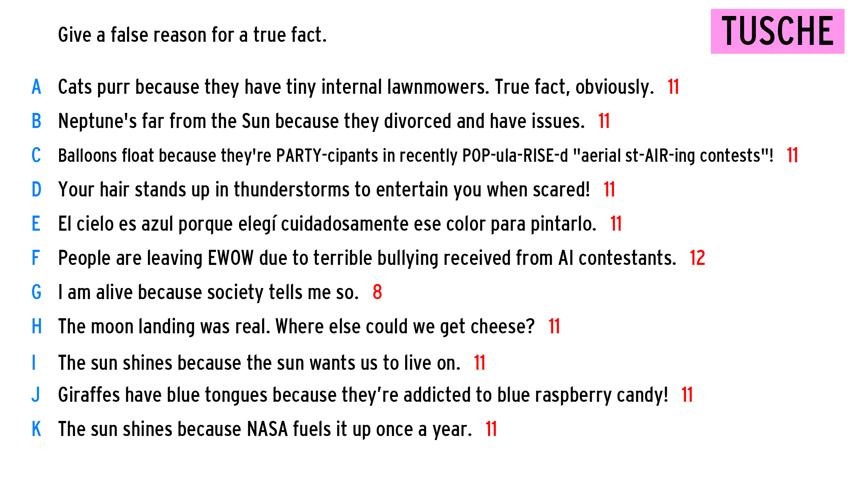 Give a false reason for a true fact.
TUSCHE
A Cats purr because they have tiny internal lawnmowers. True fact, obviously. 11
B Neptune's far from the Sun because they divorced and have issues. 11
C Balloons float because they're PARTY-cipants in recently POP-ula-RISE-d "aerial st-AIR-ing contests"! 11
D Your hair stands up in thunderstorms to entertain you when scared! 11
E El cielo es azul porque elegí cuidadosamente ese color para pintarlo. 11
F People are leaving EWOW due to terrible bullying received from AI contestants. 12
G I am alive because society tells me so. 8
H The moon landing was real. Where else could we get cheese? 11
I The sun shines because the sun wants us to live on. 11
J Giraffes have blue tongues because they’re addicted to blue raspberry candy! 11
K The sun shines because NASA fuels it up once a year. 11